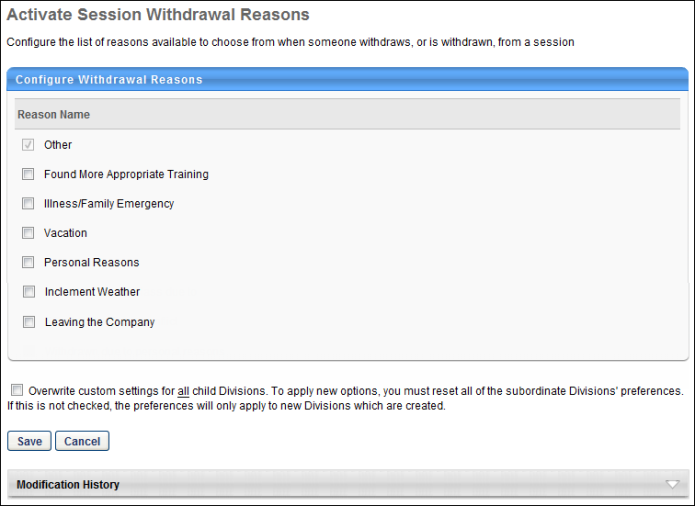 Activate Session Withdrawal Reasons
Configure the list of reasons available to choose from when someone withdraws, or is withdrawn, from a session
Configure Withdrawal Reasons
Reason Name
Other
Found More Appropriate Training
Illness/Family Emergency
Vacation
Personal Reasons
Inclement Weather
Leaving the Company
Overwrite custom settings for all child Divisions. To apply new options, you must reset all of the subordinate Divisions' preferences.
If this is not checked, the preferences will only apply to new Divisions which are created.
Save Cancel
Modification History